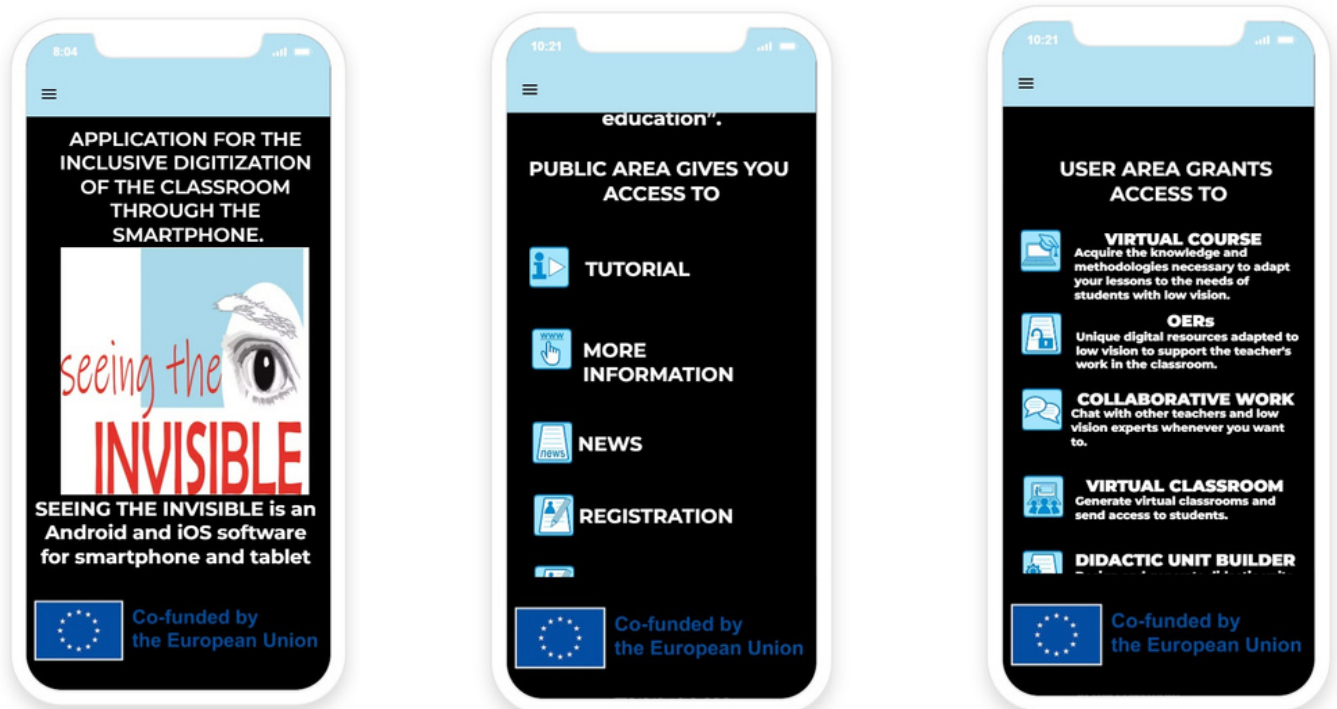 8:04
APPLICATION FOR THE
INCLUSIVE DIGITIZATION
OF THE CLASSROOM
THROUGH THE
SMARTPHONE.
seeing the
INVISIBLE
SEEING THE INVISIBLE is an
Android and iOS software
for smartphone and tablet
Co-funded by
the European Union
10:21
education”.
PUBLIC AREA GIVES YOU
ACCESS TO
TUTORIAL
www
MORE
INFORMATION
news
NEWS
REGISTRATION
Co-funded by
the European Union
10:21
USER AREA GRANTS
ACCESS TO
VIRTUAL COURSE
Acquire the knowledge and
methodologies necessary to adapt
your lessons to the needs of
students with low vision.
OERs
Unique digital resources adapted to
low vision to support the teacher's
work in the classroom.
COLLABORATIVE WORK
Chat with other teachers and low
vision experts whenever you want
to.
VIRTUAL CLASSROOM
Generate virtual classrooms and
send access to students.
DIDACTIC UNIT BUILDER
Co-funded by
the European Union